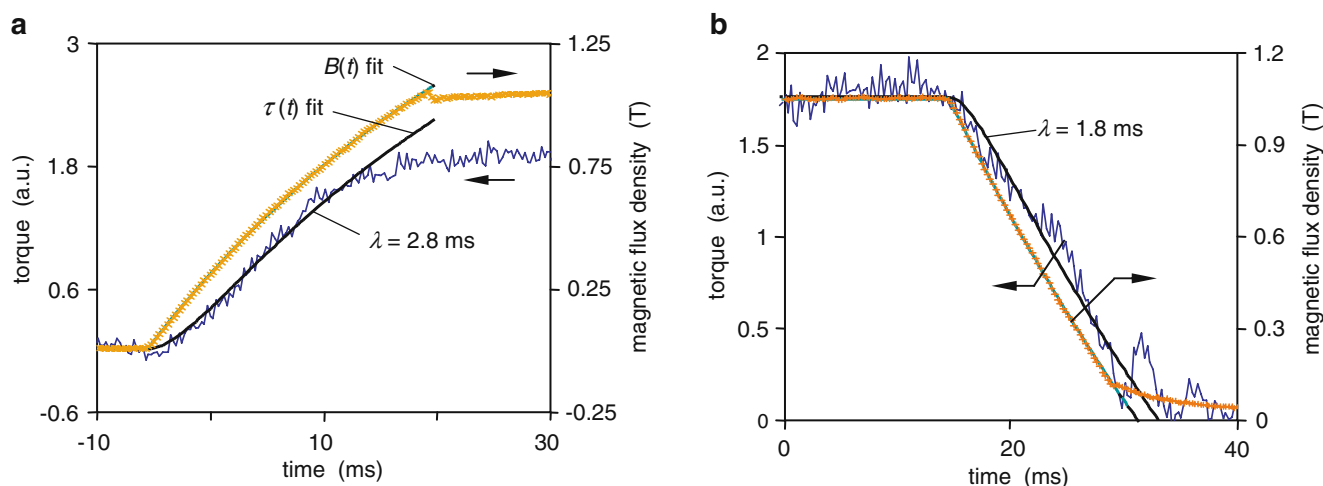 a
b
3
1.8
0.6
-0.6
torque (a.u.)
-10
10
30
time (ms)
1.25
0.75
0.25
-0.25
magnetic flux density (T)
B(t) fit
τ(t) fit
λ = 2.8 ms
2
1.5
1
0.5
0
torque (a.u.)
0
20
40
time (ms)
1.2
0.9
0.6
0.3
0
magnetic flux density (T)
λ = 1.8 ms